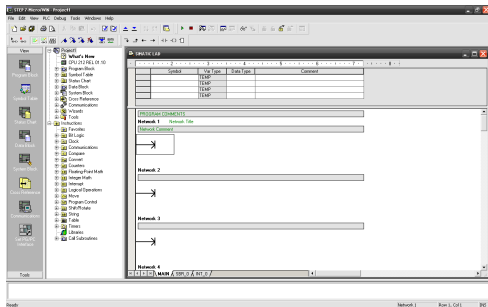 STEP 7-Micro/WIN - Project1
File Edit View PLC Debug Tools Windows Help
View
Program Block
Symbol Table
Status Chart
Data Block
System Block
Cross Reference
Communications
Set PG/PC Interface
Tools
Project1
What's New
CPU 212 REL 01.10
Program Block
Symbol Table
Status Chart
Data Block
System Block
Cross Reference
Communications
Wizards
Tools
Instructions
Favorites
Bit Logic
Clock
Communications
Compare
Convert
Counters
Floating-Point Math
Integer Math
Interrupt
Logical Operations
Move
Program Control
Shift/Rotate
String
Table
Timers
Libraries
Call Subroutines
SIMATIC LAD
Symbol Var Type Data Type Comment
TEMP
TEMP
TEMP
TEMP
PROGRAM COMMENTS
Network 1 Network Title
Network Comment
Network 2
Network 3
Network 4
MAIN SBR_0 INT_0
Ready Network 1 Row 1, Col 1 INS